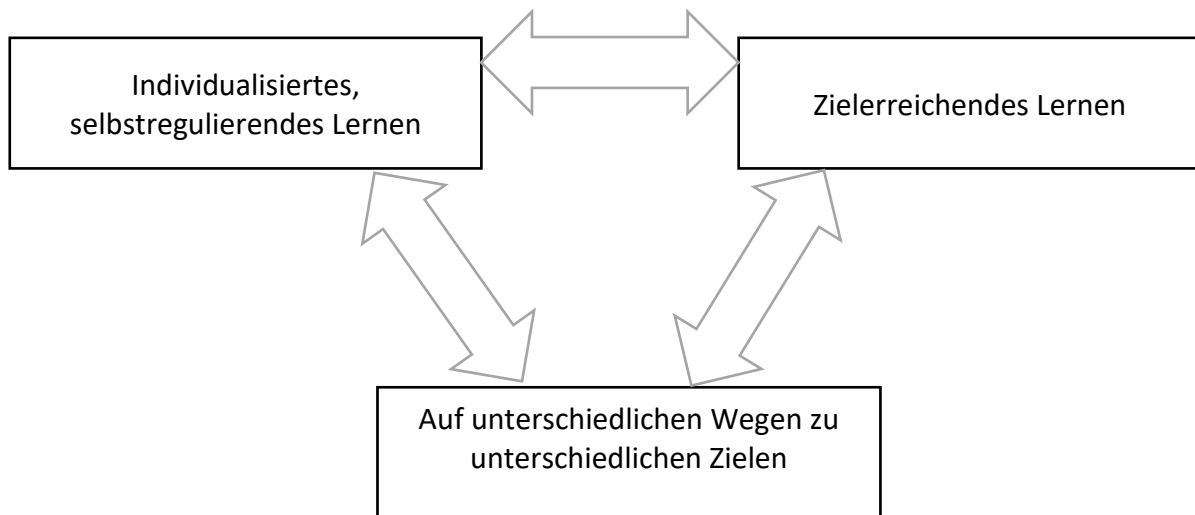 Individualisiertes,
selbstregulierendes Lernen
Zielerreichendes Lernen
Auf unterschiedlichen Wegen zu
unterschiedlichen Zielen